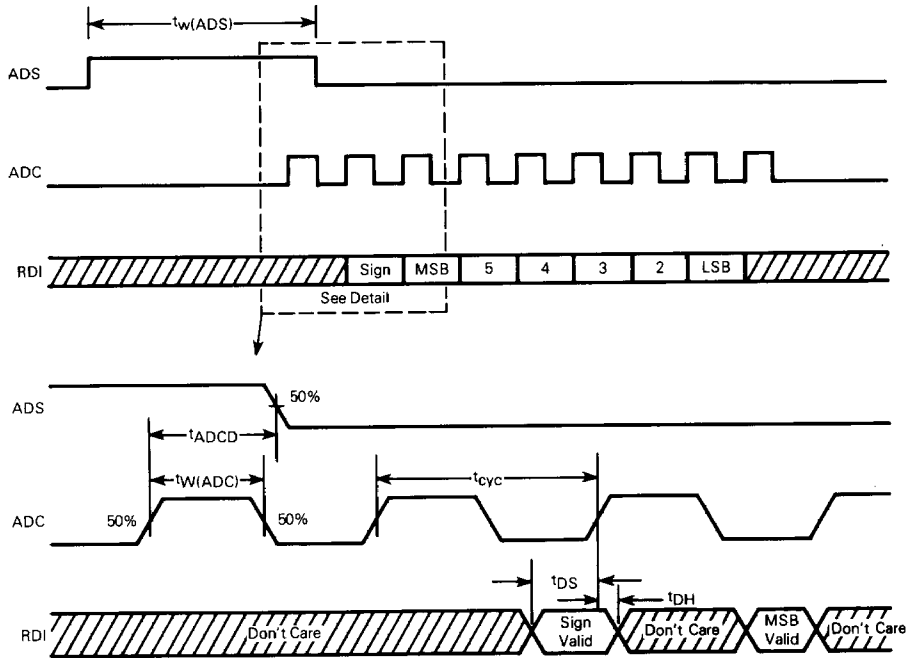 tw(ADS)
ADS
ADC
RDI
Sign MSB 5 4 3 2 LSB
See Detail
ADS
50%
tADCD
tW(ADC)
tcyc
ADC
50%
50%
tDS
tDH
RDI
Don't Care
Sign
Valid
Don't Care
MSB
Valid
Don't Care